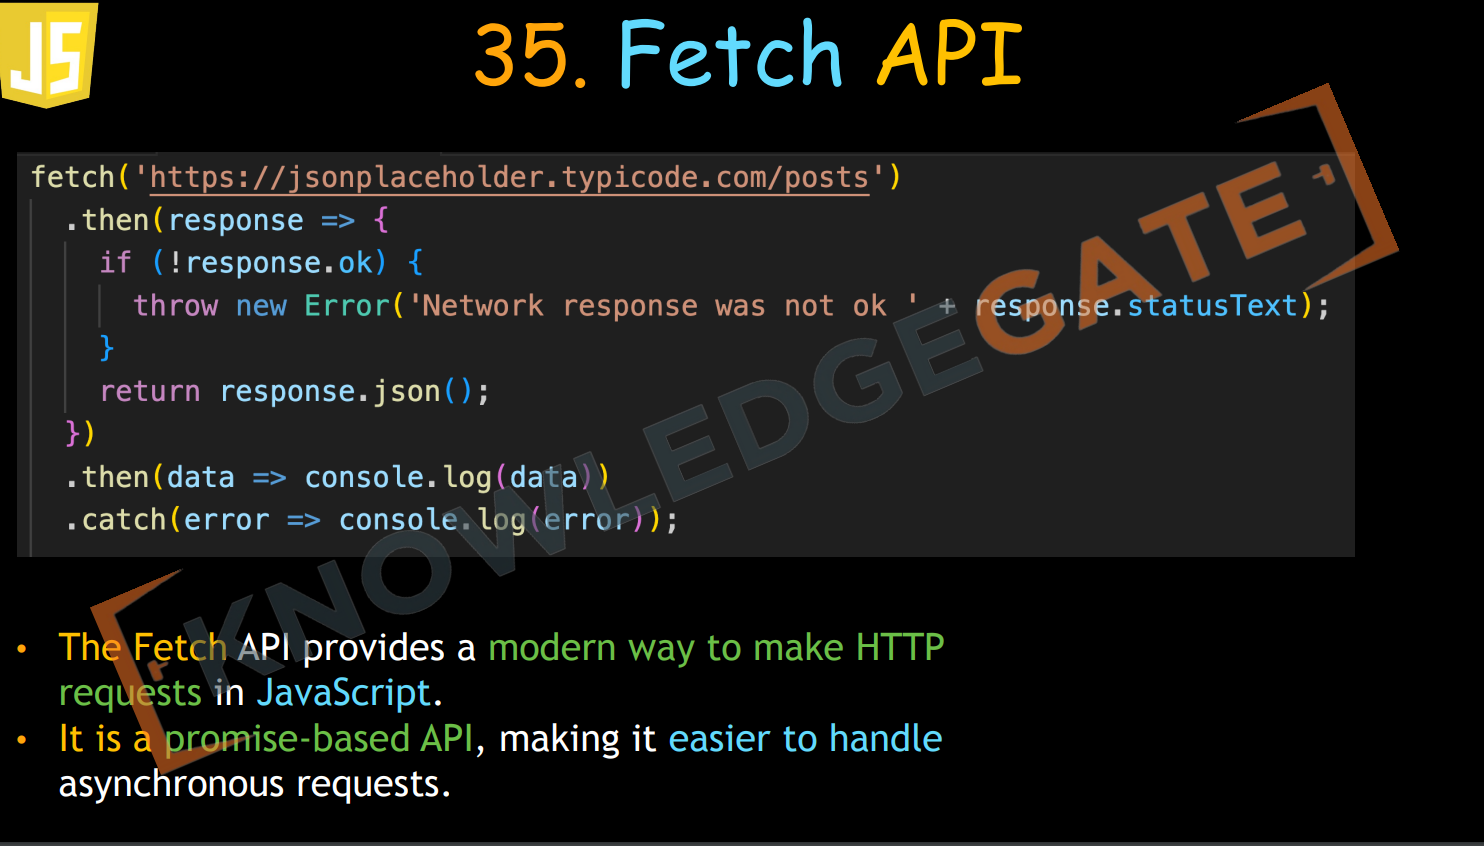 JS
35. Fetch API
fetch('https://jsonplaceholder.typicode.com/posts')
.then(response => {
if (!response.ok) {
throw new Error('Network response was not ok ' + response.statusText);
}
return response.json();
})
.then(data => console.log(data))
.catch(error => console.log(error));
KNOWLEDGEGATE
• The Fetch API provides a modern way to make HTTP
requests in JavaScript.
• It is a promise-based API, making it easier to handle
asynchronous requests.